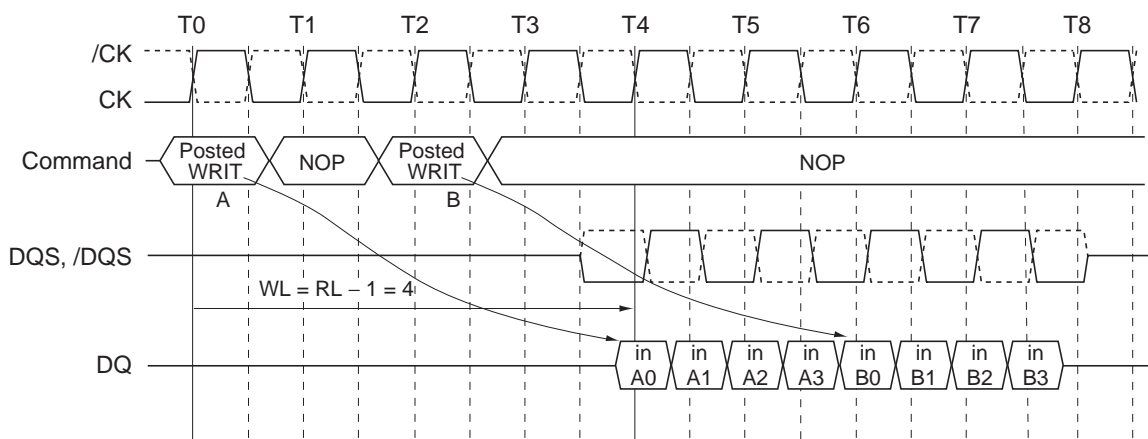 T0 T1 T2 T3 T4 T5 T6 T7 T8
/CK
CK
Command
Posted
WRIT
A
NOP
Posted
WRIT
B
NOP
DQS, /DQS
WL = RL − 1 = 4
DQ
in
A0
in
A1
in
A2
in
A3
in
B0
in
B1
in
B2
in
B3